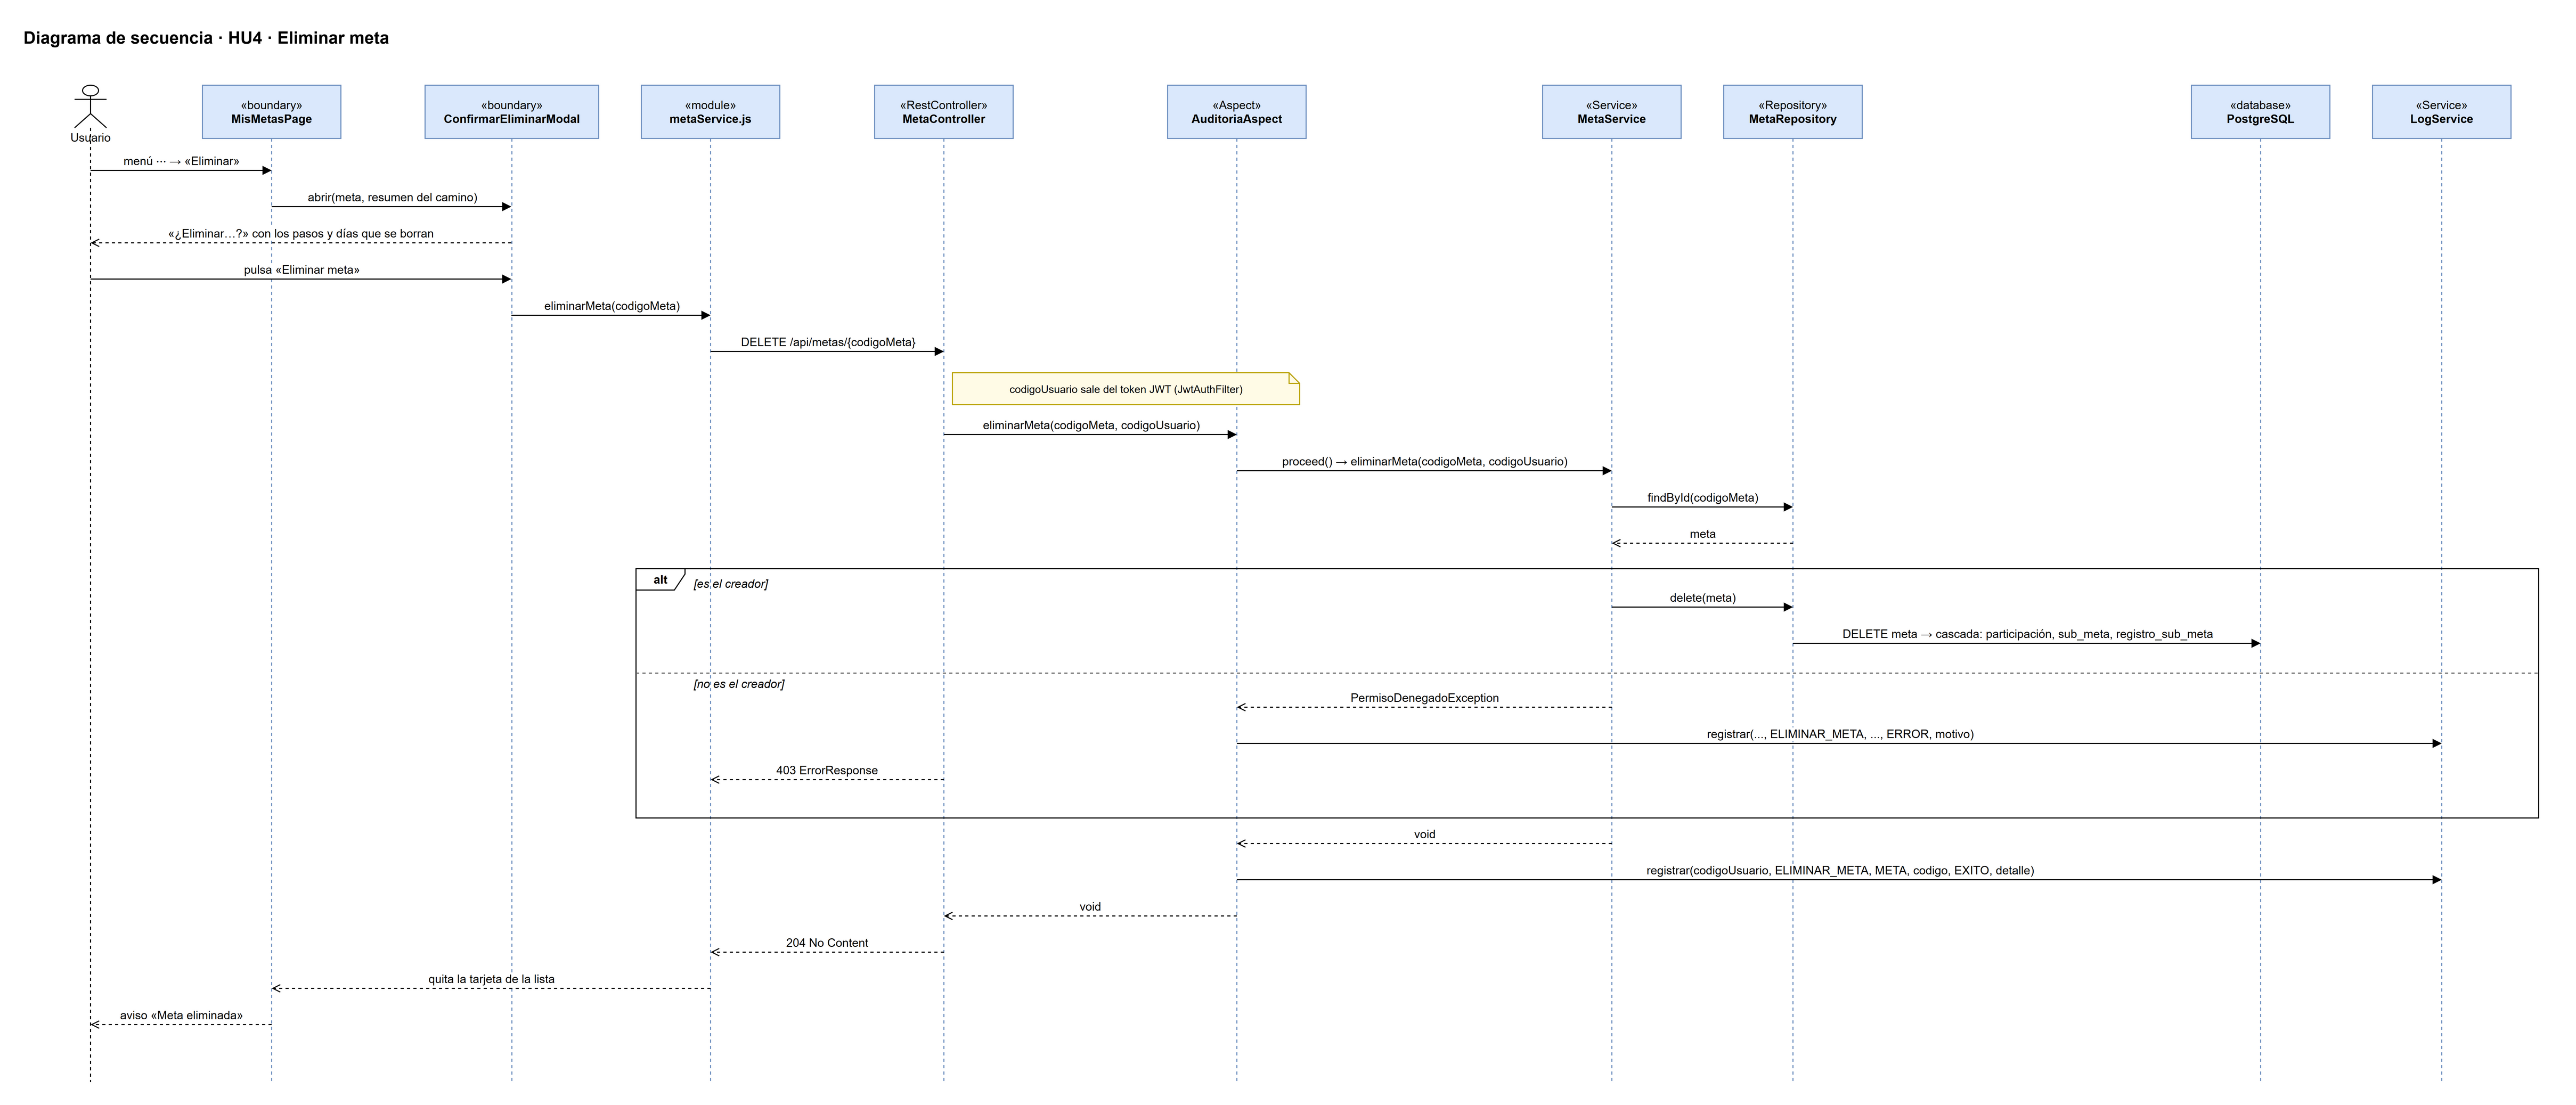 Diagrama de secuencia · HU4 · Eliminar meta
Usuario
«boundary»
MisMetasPage
«boundary»
ConfirmarEliminarModal
«module»
metaService.js
«RestController»
MetaController
«Aspect»
AuditoriaAspect
«Service»
MetaService
«Repository»
MetaRepository
«database»
PostgreSQL
«Service»
LogService
menú ··· → «Eliminar»
abrir(meta, resumen del camino)
«¿Eliminar…?» con los pasos y días que se borran
pulsa «Eliminar meta»
eliminarMeta(codigoMeta)
DELETE /api/metas/{codigoMeta}
codigoUsuario sale del token JWT (JwtAuthFilter)
eliminarMeta(codigoMeta, codigoUsuario)
proceed() → eliminarMeta(codigoMeta, codigoUsuario)
findById(codigoMeta)
meta
alt
[es el creador]
delete(meta)
DELETE meta → cascada: participación, sub_meta, registro_sub_meta
[no es el creador]
PermisoDenegadoException
registrar(..., ELIMINAR_META, ..., ERROR, motivo)
403 ErrorResponse
void
registrar(codigoUsuario, ELIMINAR_META, META, codigo, EXITO, detalle)
void
204 No Content
quita la tarjeta de la lista
aviso «Meta eliminada»